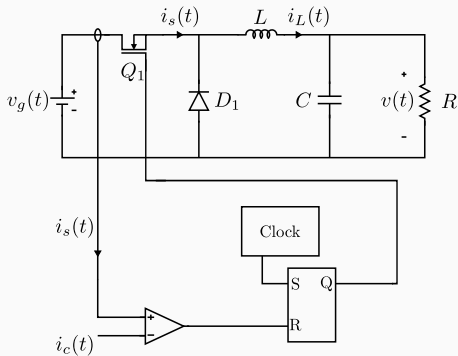 i_s(t) L i_L(t)
Q_1
v_g(t) + - D_1 C + v(t) - R
i_s(t)
Clock
S Q
+
i_c(t) - R